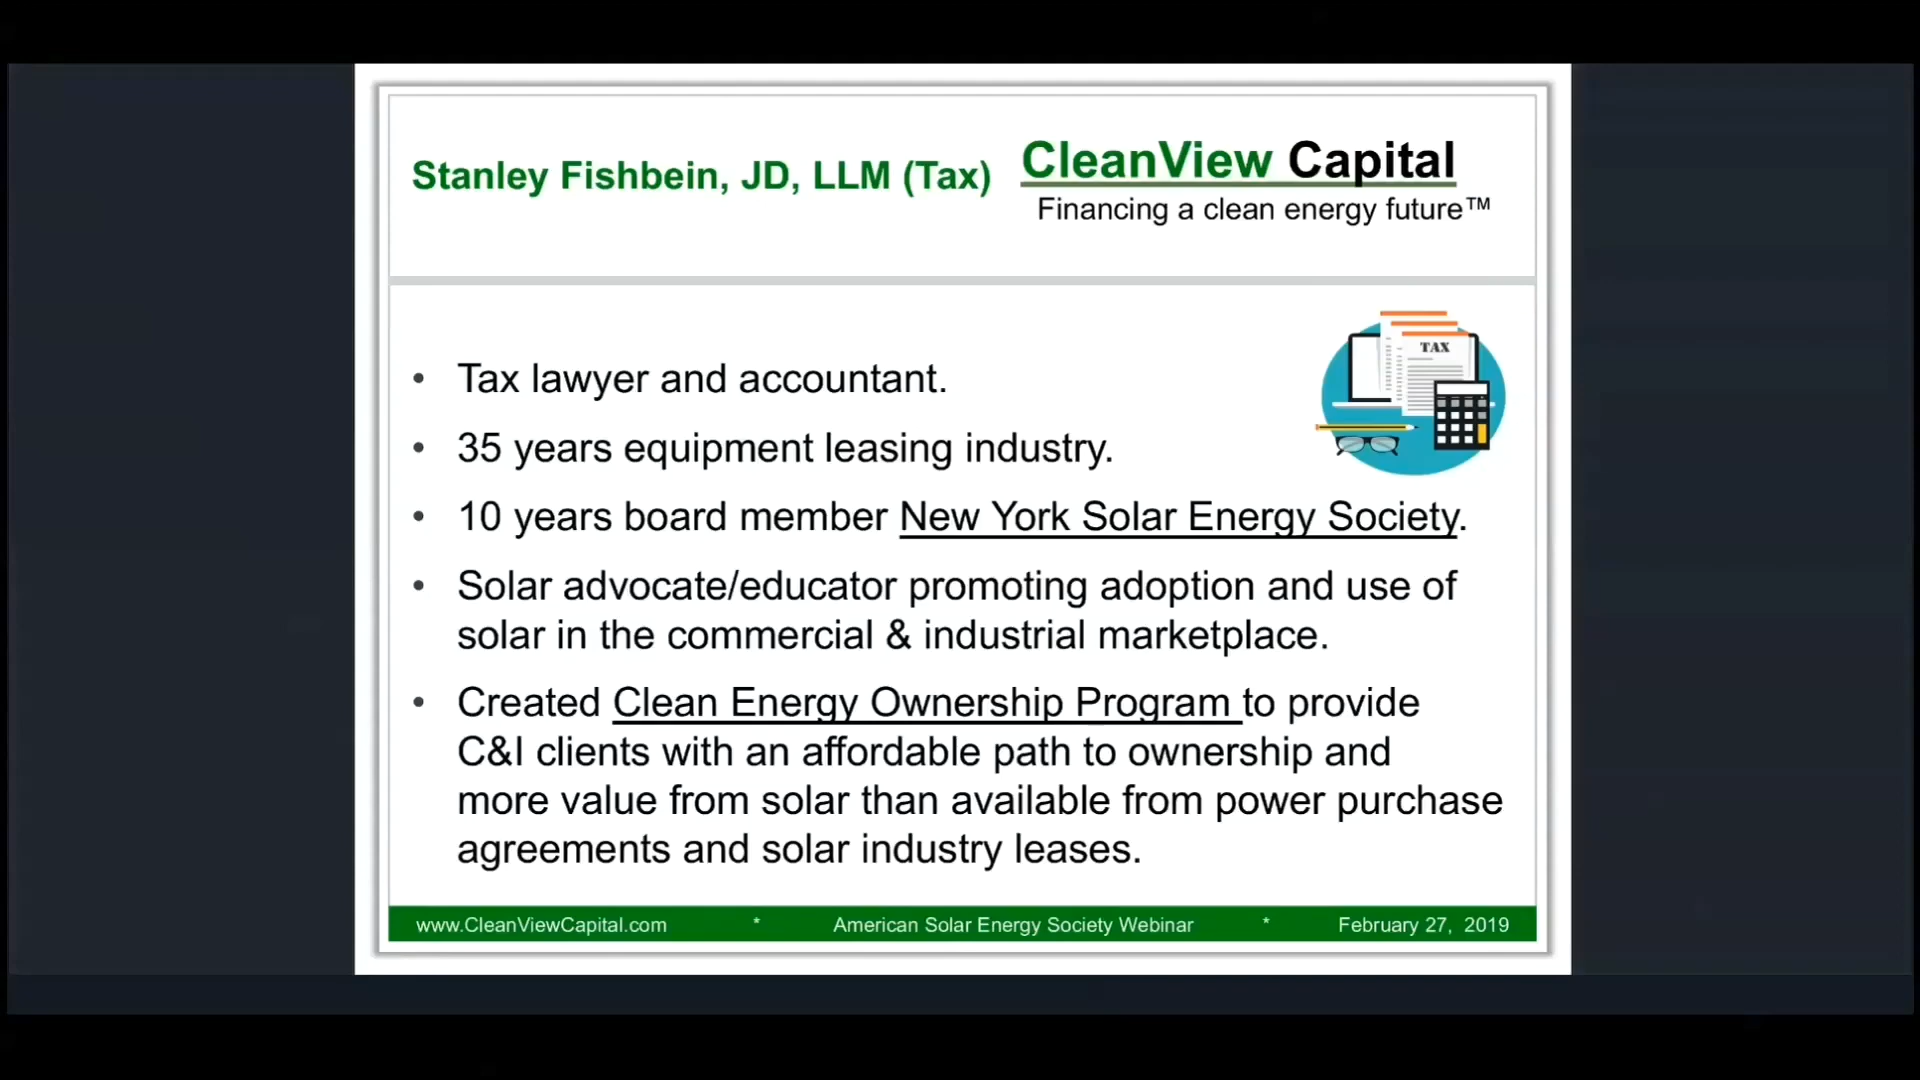 Stanley Fishbein, JD, LLM (Tax)
CleanView Capital
Financing a clean energy future™
TAX
• Tax lawyer and accountant.
• 35 years equipment leasing industry.
• 10 years board member New York Solar Energy Society.
• Solar advocate/educator promoting adoption and use of
solar in the commercial & industrial marketplace.
• Created Clean Energy Ownership Program to provide
C&I clients with an affordable path to ownership and
more value from solar than available from power purchase
agreements and solar industry leases.
www.CleanViewCapital.com * American Solar Energy Society Webinar * February 27, 2019